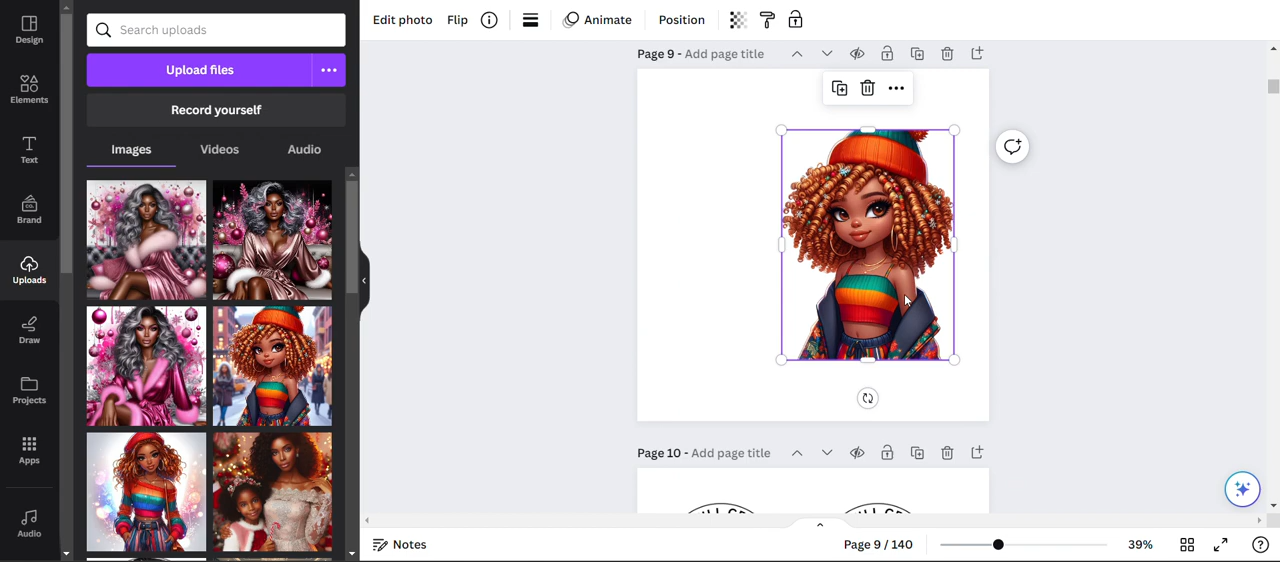 Design
Elements
Text
CO.
Brand
Uploads
Draw
Projects
Apps
Audio
Search uploads
Upload files
Record yourself
Images Videos Audio
Edit photo Flip Animate Position
Page 9 - Add page title
Page 10 - Add page title
Notes
Page 9 / 140
39%